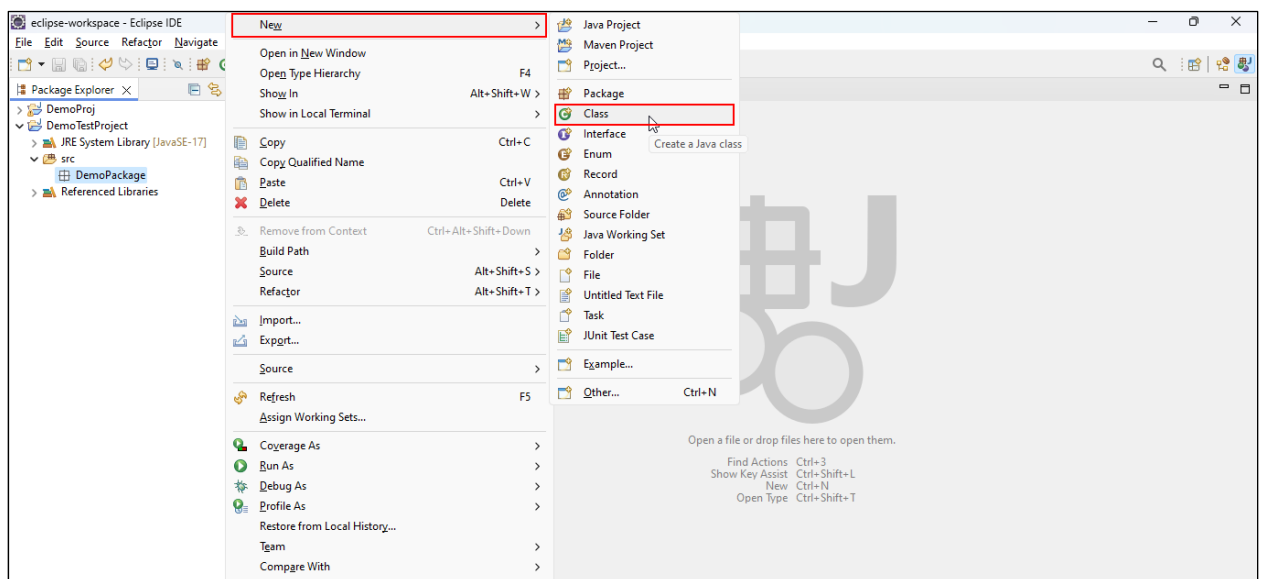 eclipse-workspace - Eclipse IDE
File Edit Source Refactor Navigate
Package Explorer
DemoProj
DemoTestProject
JRE System Library [JavaSE-17]
src
DemoPackage
Referenced Libraries
New
Open in New Window
Open Type Hierarchy F4
Show In Alt+Shift+W
Show in Local Terminal
Copy Ctrl+C
Copy Qualified Name
Paste Ctrl+V
Delete Delete
Remove from Context Ctrl+Alt+Shift+Down
Build Path
Source Alt+Shift+S
Refactor Alt+Shift+T
Import...
Export...
Source
Refresh F5
Assign Working Sets...
Coverage As
Run As
Debug As
Profile As
Restore from Local History...
Team
Compare With
Java Project
Maven Project
Project...
Package
Class
Interface
Create a Java class
Enum
Record
Annotation
Source Folder
Java Working Set
Folder
File
Untitled Text File
Task
JUnit Test Case
Example...
Other... Ctrl+N
Open a file or drop files here to open them.
Find Actions Ctrl+3
Show Key Assist Ctrl+Shift+L
New Ctrl+N
Open Type Ctrl+Shift+T